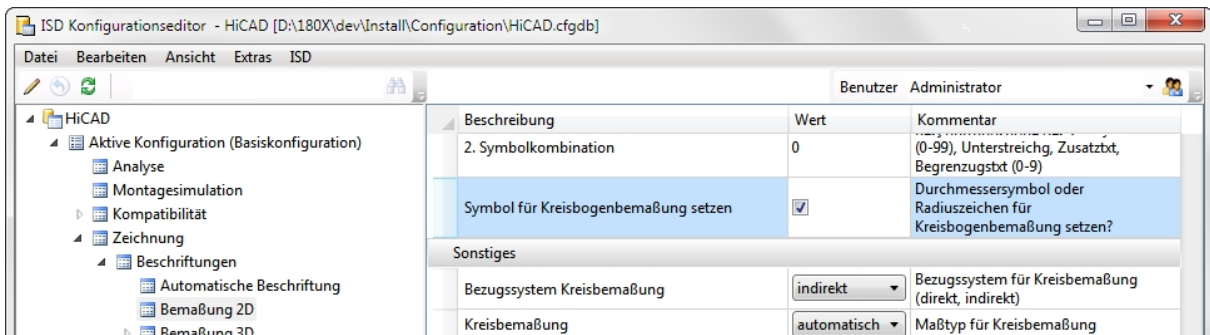 ISD Konfigurationseditor - HiCAD [D:\180X\dev\Install\Configuration\HiCAD.cfgdb]
Datei Bearbeiten Ansicht Extras ISD
Benutzer Administrator
HiCAD
Aktive Konfiguration (Basiskonfiguration)
Analyse
Montagesimulation
Kompatibilität
Zeichnung
Beschriftungen
Automatische Beschriftung
Bemaßung 2D
Bemaßung 3D
Beschreibung Wert Kommentar
2. Symbolkombination 0
(0-99), Unterstreichg, Zusatztxt,
Begrenzugstxt (0-9)
Symbol für Kreisbogenbemaßung setzen
Durchmessersymbol oder
Radiuszeichen für
Kreisbogenbemaßung setzen?
Sonstiges
Bezugssystem Kreisbemaßung indirekt
Bezugssystem für Kreisbemaßung
(direkt, indirekt)
Kreisbemaßung automatisch Maßtyp für Kreisbemaßung